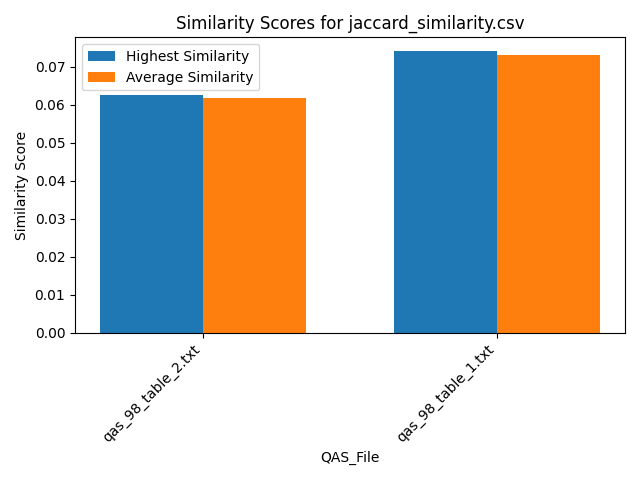 Similarity Scores for jaccard_similarity.csv
Highest Similarity
Average Similarity
Similarity Score
0.07
0.06
0.05
0.04
0.03
0.02
0.01
0.00
qas_98_table_2.txt
qas_98_table_1.txt
QAS_File